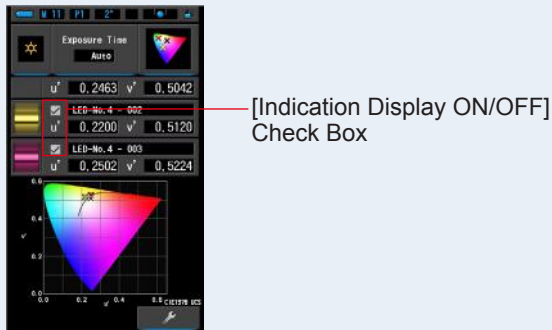 M 11 P1 2°
Exposure Time
Auto
u' 0.2463 v' 0.5042
LED-No.4 - 002
u' 0.2200 v' 0.5120
LED-No.4 - 003
u' 0.2502 v' 0.5224
[Indication Display ON/OFF]
Check Box
0.6
0.4
v'
0.2
0.0
0.0 0.2 u' 0.4 0.6 CIE1976 UCS